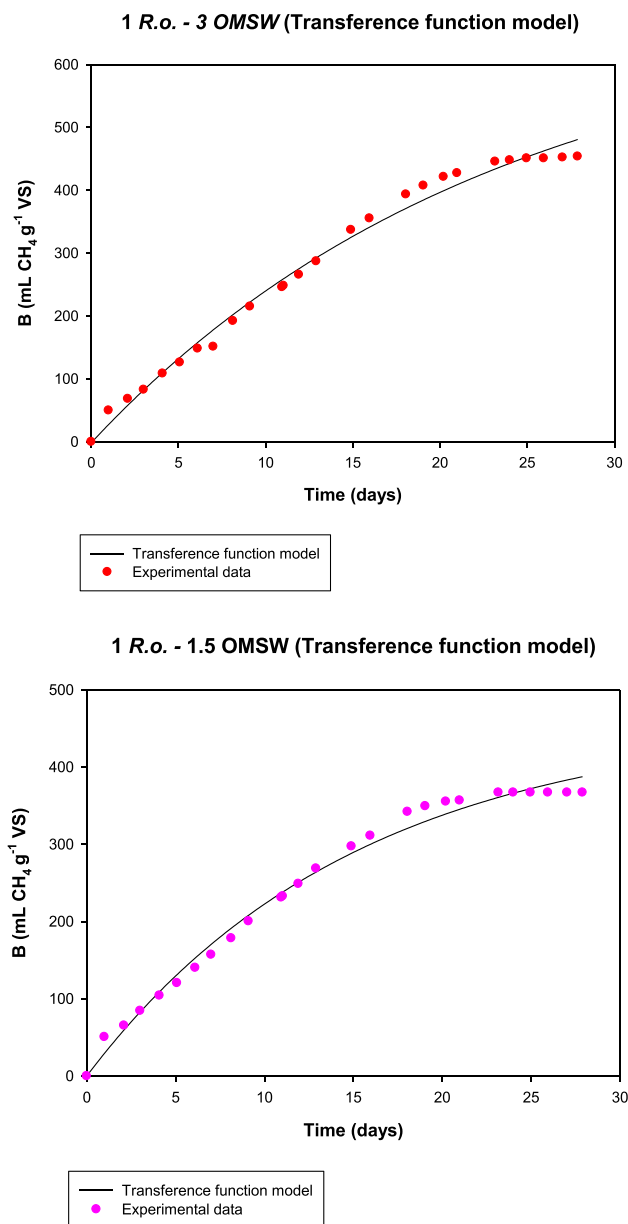 1 R.o. - 3 OMSW (Transference function model)
600
500
400
300
200
100
0
B (mL CH₄ g⁻¹ VS)
0 5 10 15 20 25 30
Time (days)
Transference function model
Experimental data
1 R.o. - 1.5 OMSW (Transference function model)
500
400
300
200
100
0
B (mL CH₄ g⁻¹ VS)
0 5 10 15 20 25 30
Time (days)
Transference function model
Experimental data